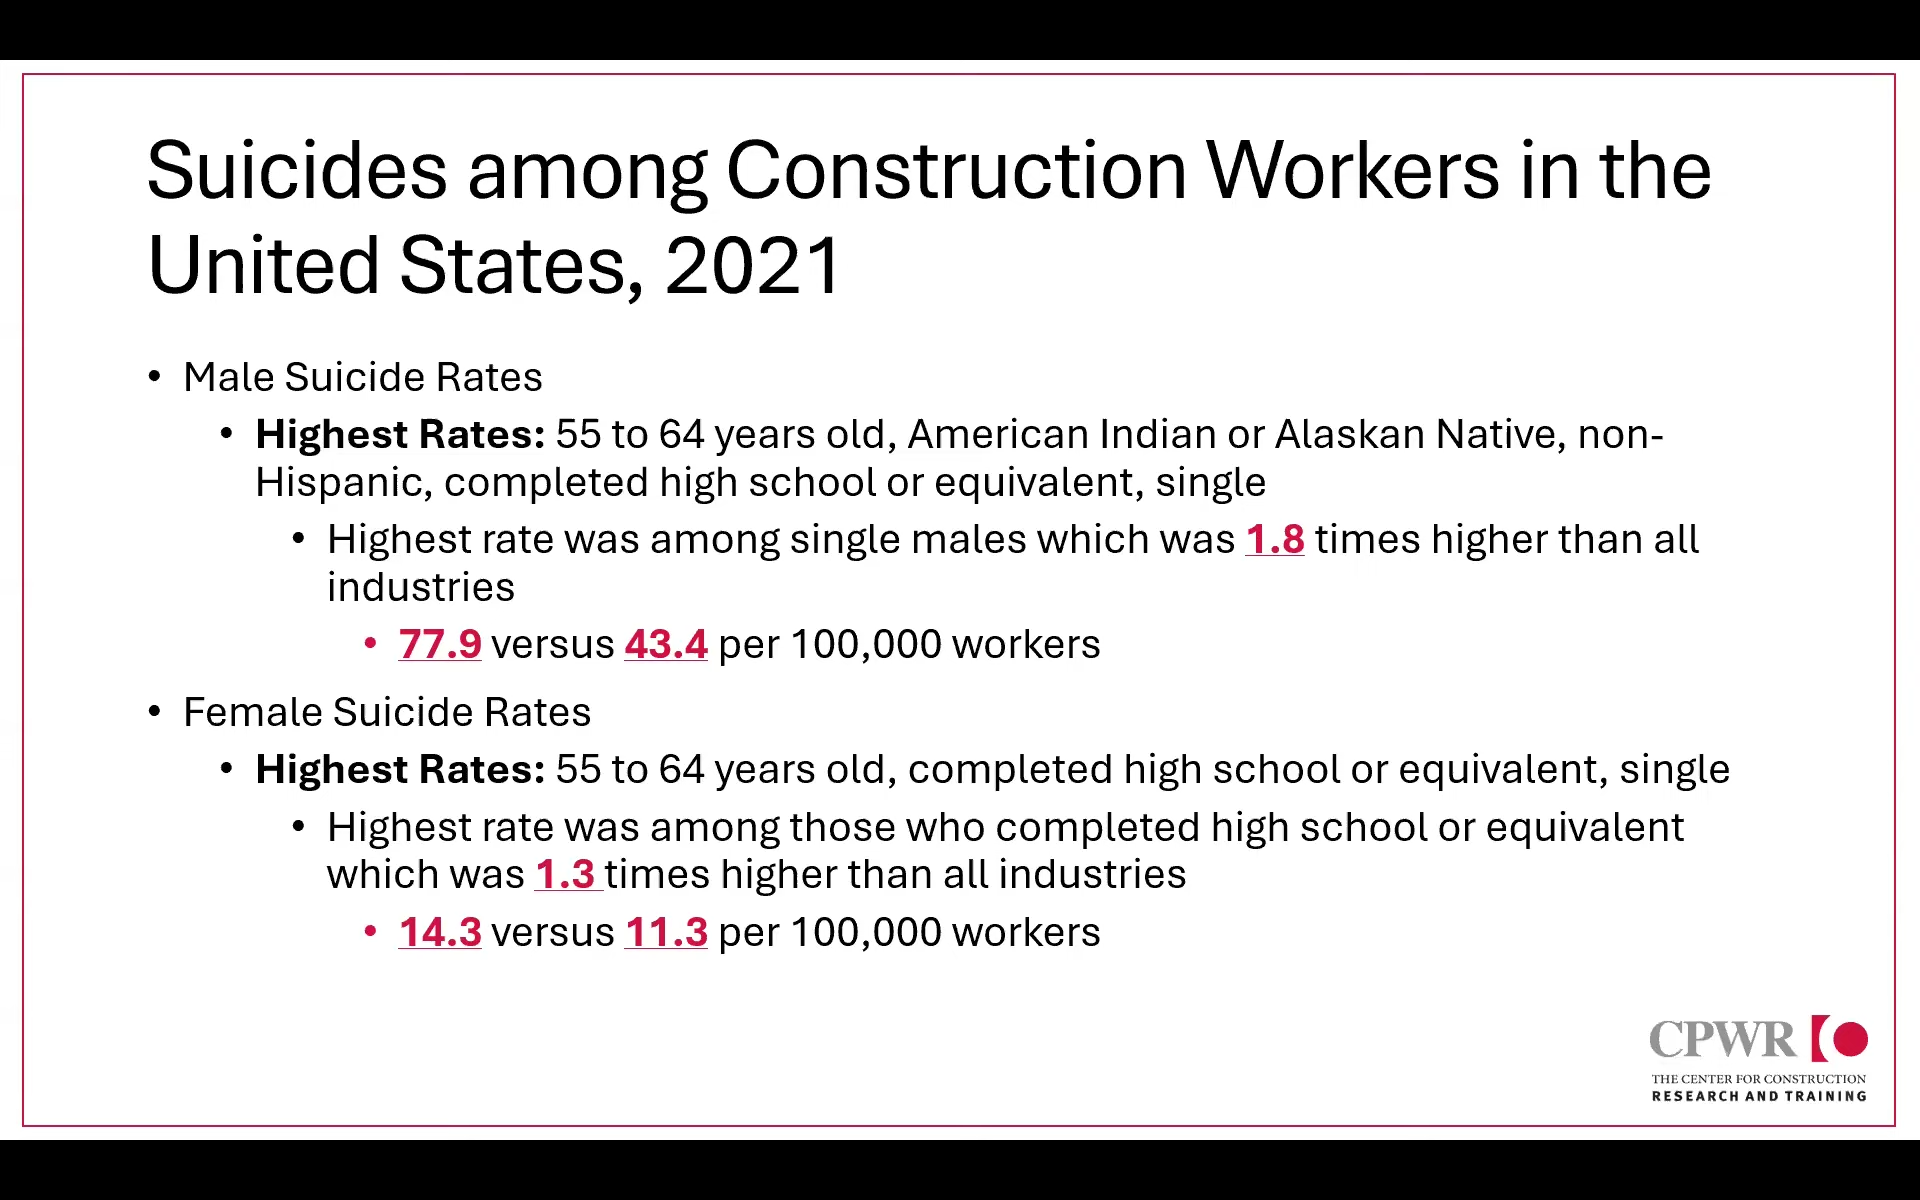 Suicides among Construction Workers in the
United States, 2021
• Male Suicide Rates
• Highest Rates: 55 to 64 years old, American Indian or Alaskan Native, non-
Hispanic, completed high school or equivalent, single
• Highest rate was among single males which was 1.8 times higher than all
industries
• 77.9 versus 43.4 per 100,000 workers
• Female Suicide Rates
• Highest Rates: 55 to 64 years old, completed high school or equivalent, single
• Highest rate was among those who completed high school or equivalent
which was 1.3 times higher than all industries
• 14.3 versus 11.3 per 100,000 workers
CPWR
THE CENTER FOR CONSTRUCTION
RESEARCH AND TRAINING